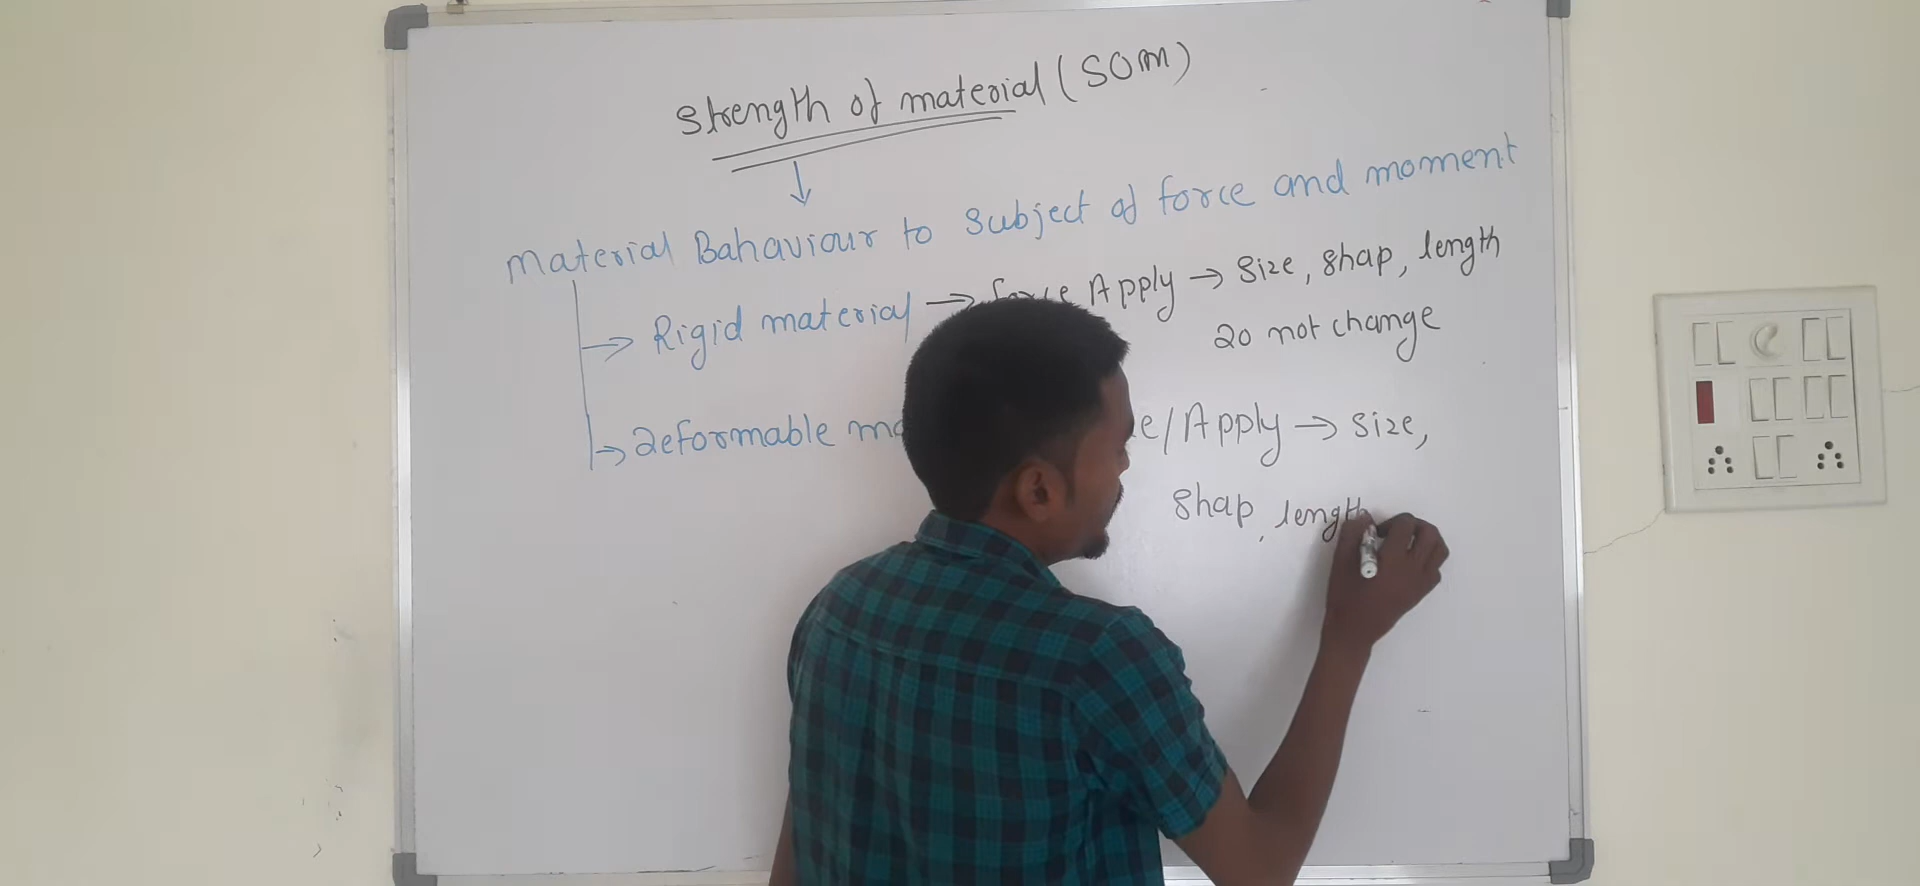 Strength of material (SOM)
Material Bahaviour to subject of force and moment
Rigid material → force Apply → size, shap, length
Do not change
Deformable Apply → size,
shap, length